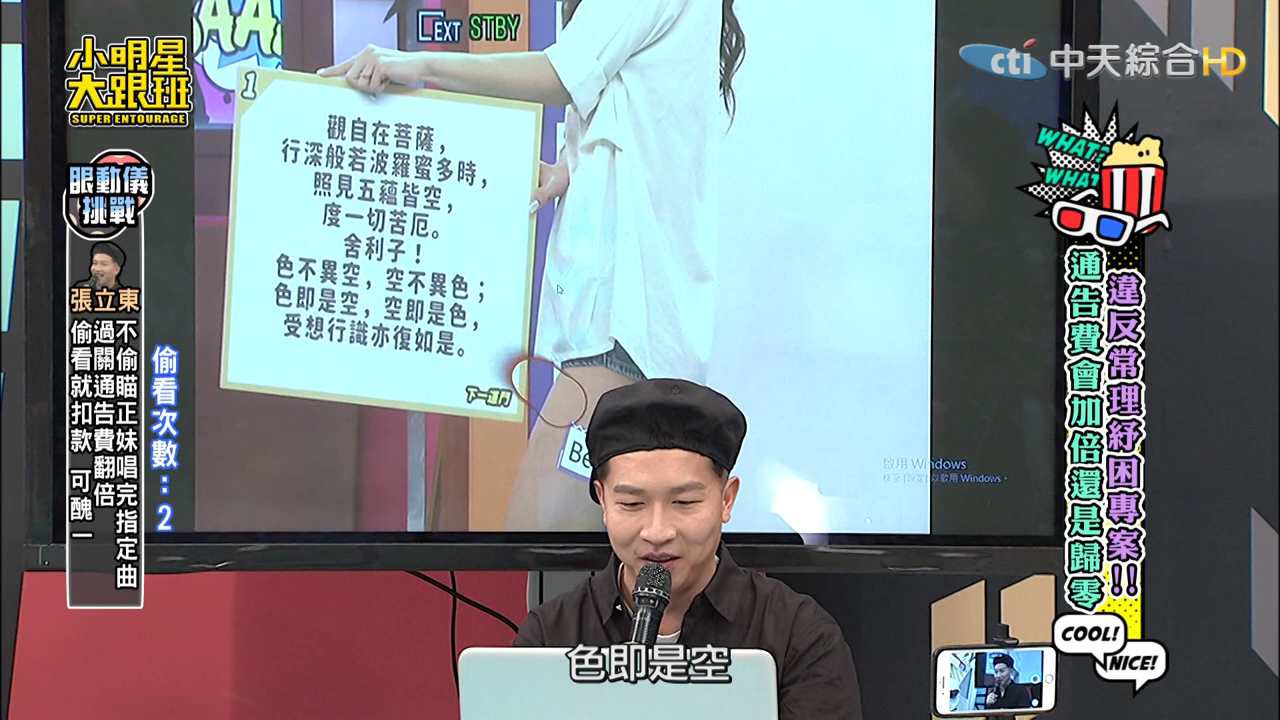 EXT STBY
小明星
大跟班
SUPER ENTOURAGE
cti 中天綜合HD
1
觀自在菩薩，
行深般若波羅蜜多時，
照見五蘊皆空，
度一切苦厄。
舍利子！
色不異空，空不異色；
色即是空，空即是色，
受想行識亦復如是。
下一道門
眼動儀
挑戰
張立東
不偷瞄正妹唱完指定曲
過關通告費翻倍
偷看就扣款 可醜一
偷看次數：2
WHAT?
WHAT
違反常理紓困專案!!
通告費會加倍還是歸零
COOL!
NICE!
Be
啟用 Windows
色即是空